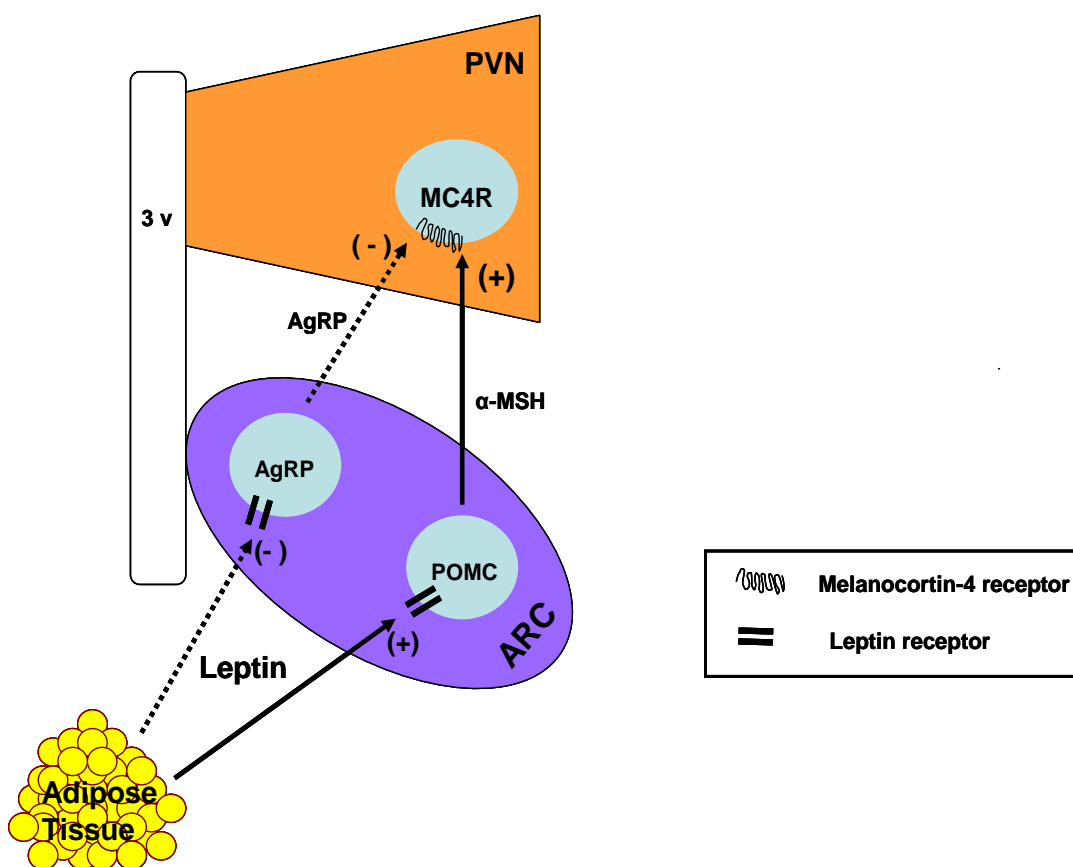 PVN
MC4R
3 v
( - )
(+)
AgRP
α-MSH
AgRP
(- )
POMC
(+)
ARC
Leptin
Adipose
Tissue
Melanocortin-4 receptor
Leptin receptor